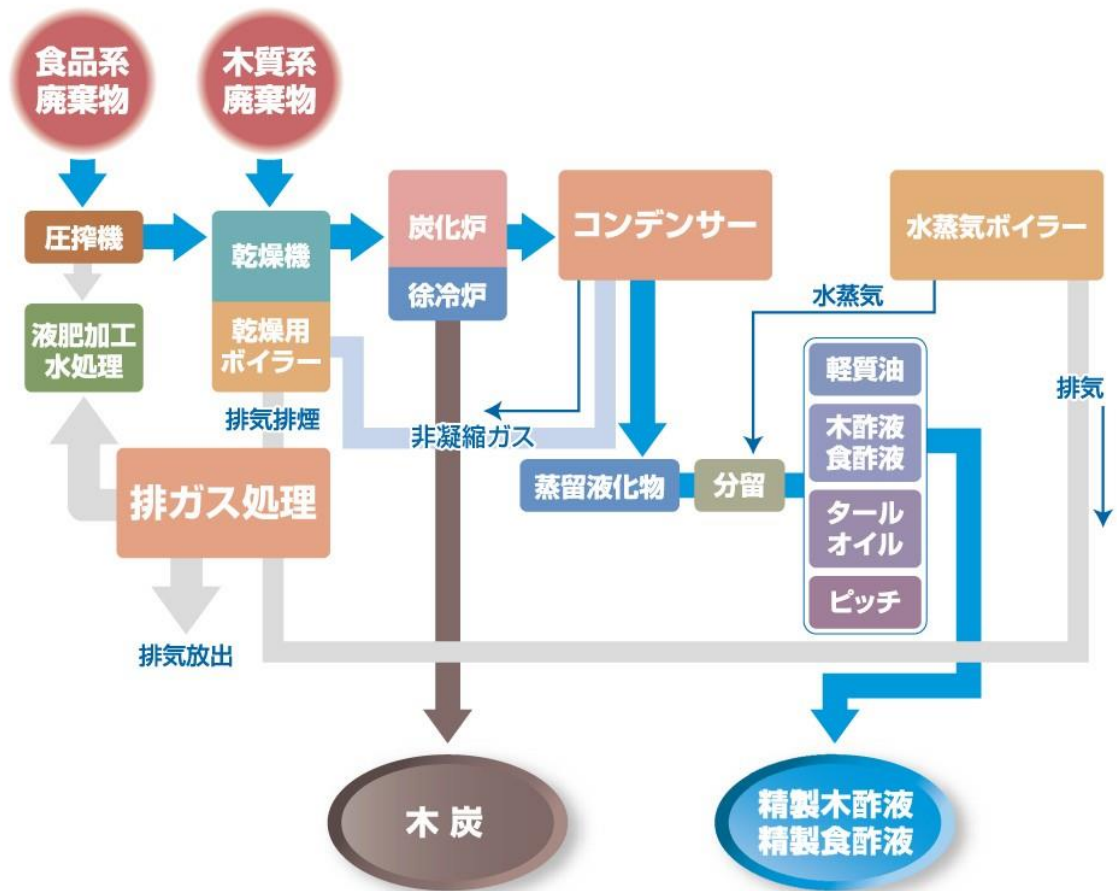 食品系
廃棄物
木質系
廃棄物
圧搾機
乾燥機
炭化炉
コンデンサー
水蒸気ボイラー
徐冷炉
水蒸気
液肥加工
水処理
乾燥用
ボイラー
軽質油
排気
排気排煙
非凝縮ガス
木酢液
食酢液
排ガス処理
蒸留液化物
分留
タール
オイル
ピッチ
排気放出
木炭
精製木酢液
精製食酢液